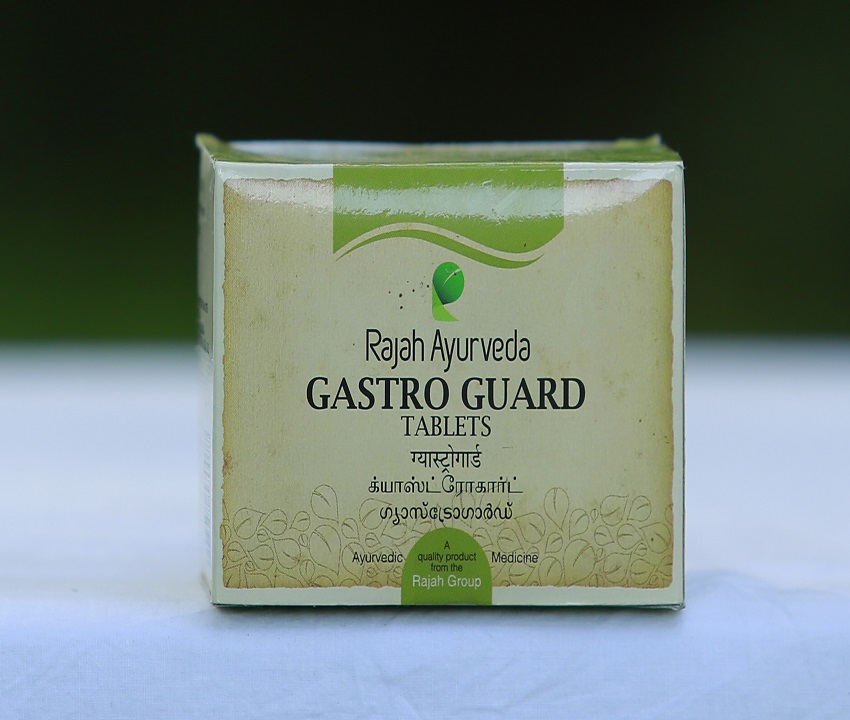 Rajah Ayurveda
GASTRO GUARD
TABLETS
ग्यास्ट्रोगार्ड
க்யாஸ்ட்ரோகார்ட்
ഗ്യാസ്ട്രോഗാർഡ്
Ayurvedic Medicine
A
quality product
from the
Rajah Group